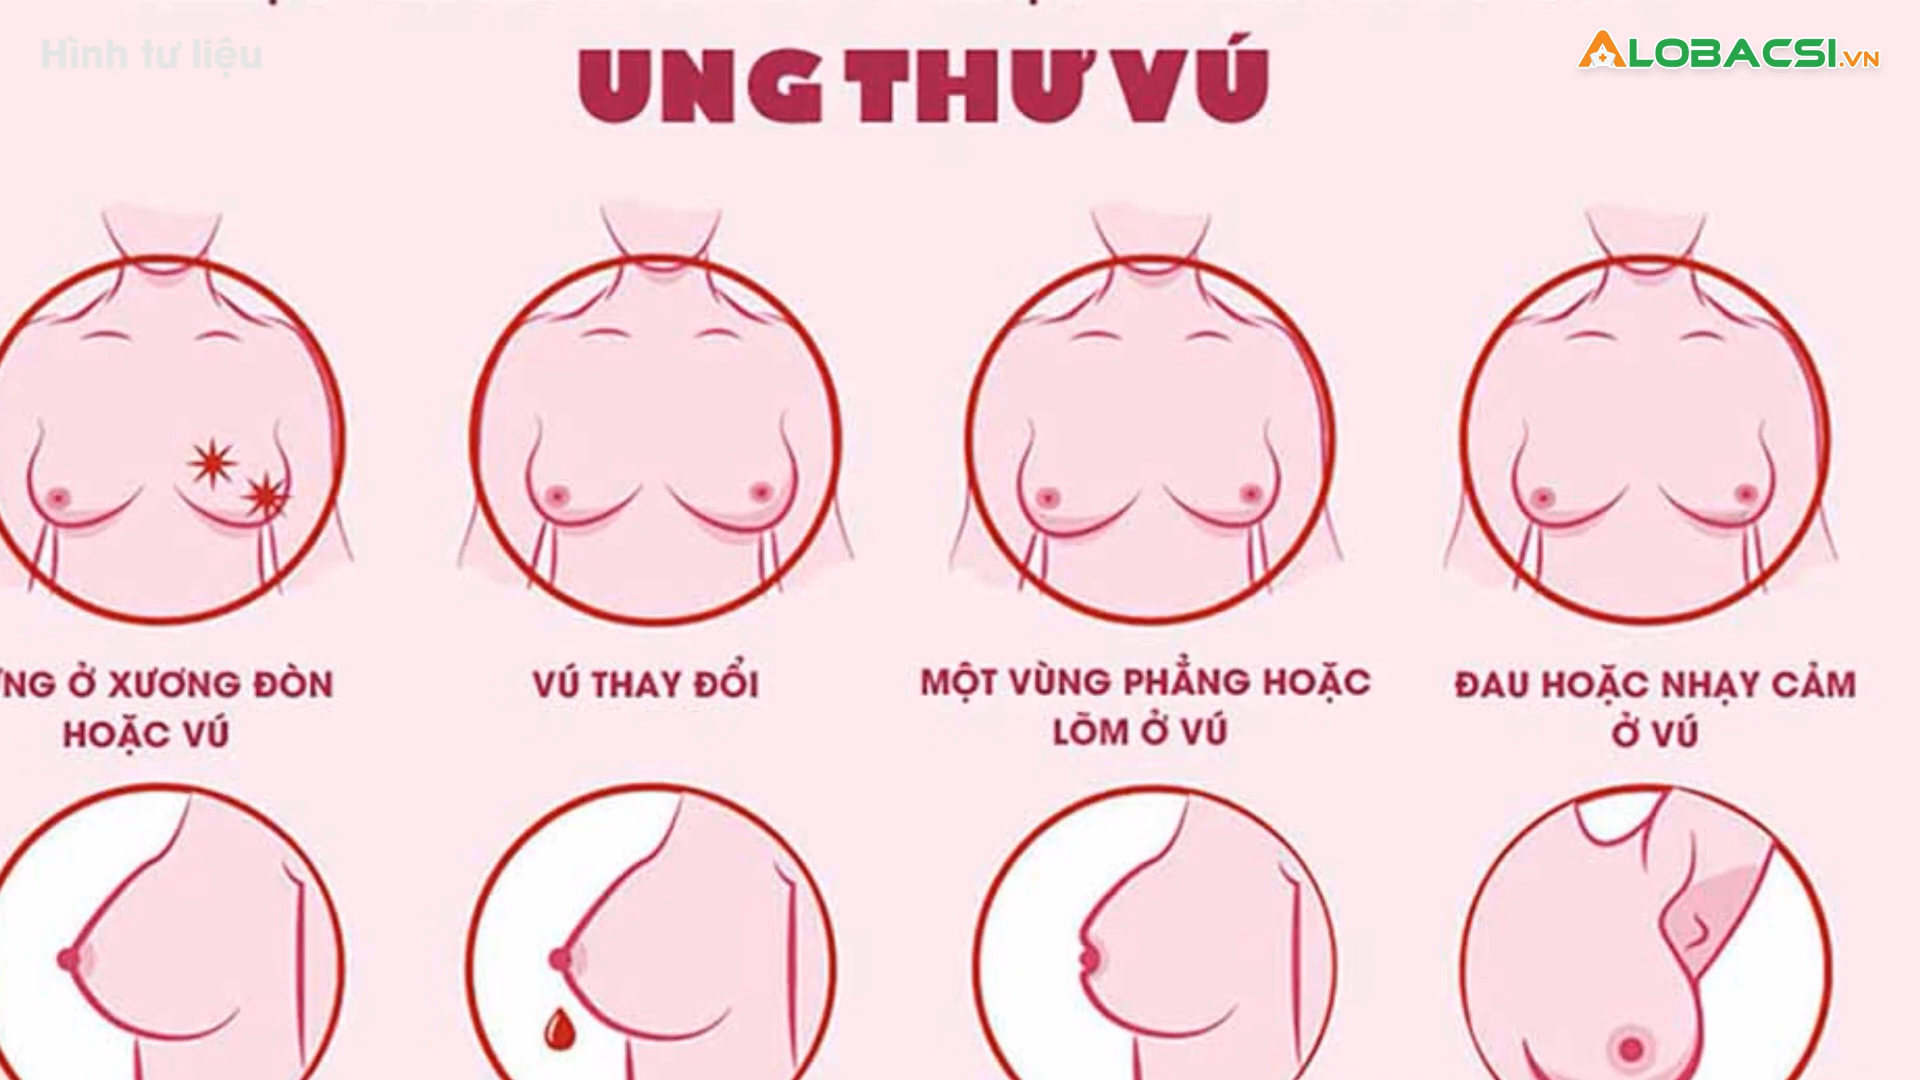 Hình tư liệu
ALOBACSI.VN
UNG THƯ VÚ
Ở XƯƠNG ĐÒN
HOẶC VÚ
VÚ THAY ĐỔI
MỘT VÙNG PHẲNG HOẶC
LÕM Ở VÚ
ĐAU HOẶC NHẠY CẢM
Ở VÚ